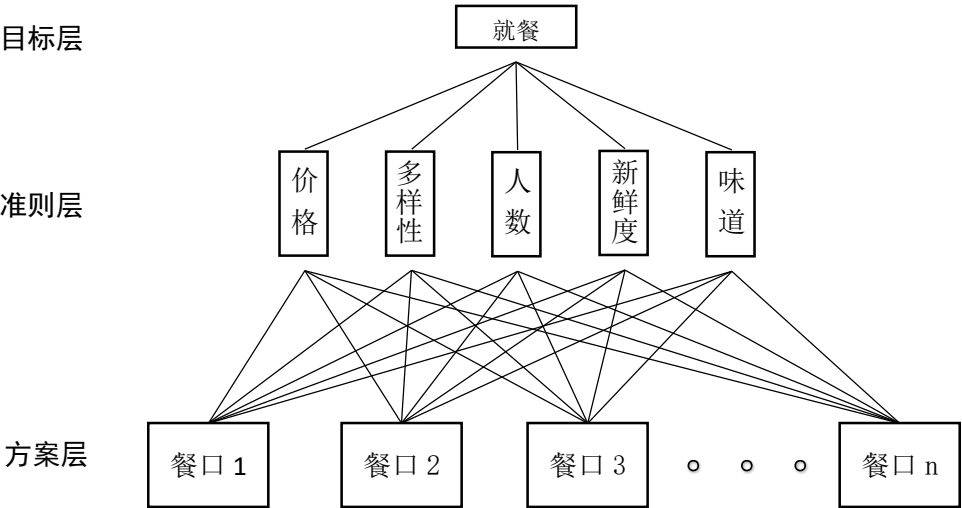 目标层
就餐
准则层
价格
多样性
人数
新鲜度
味道
方案层
餐口1
餐口2
餐口3
。。。
餐口n